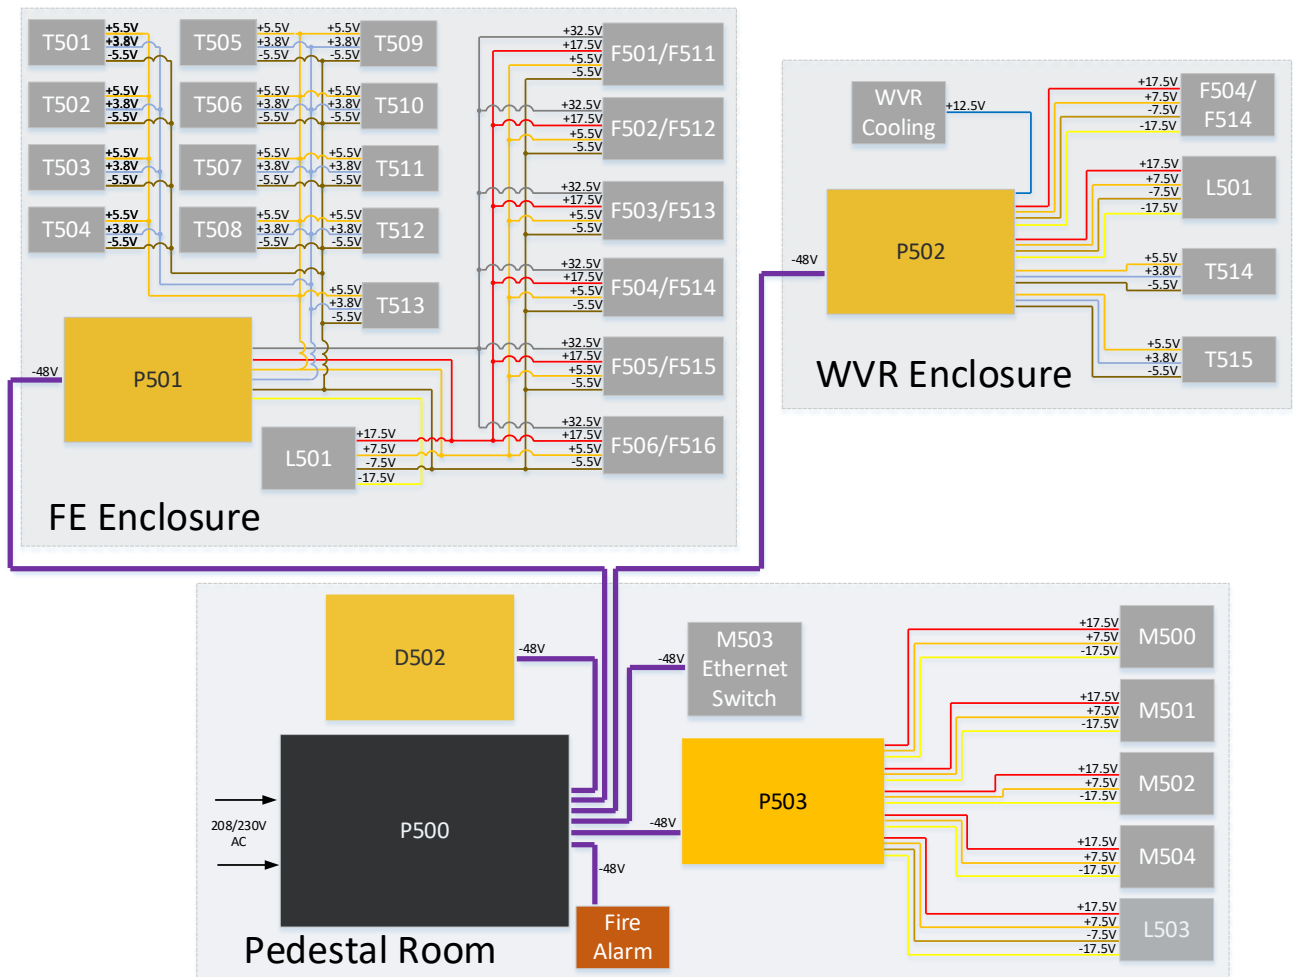 T501
+5.5V
+3.8V
-5.5V
T502
+5.5V
+3.8V
-5.5V
T503
+5.5V
+3.8V
-5.5V
T504
+5.5V
+3.8V
-5.5V
T505
+5.5V
+3.8V
-5.5V
T506
+5.5V
+3.8V
-5.5V
T507
+5.5V
+3.8V
-5.5V
T508
+5.5V
+3.8V
-5.5V
+5.5V
+3.8V
-5.5V
T509
+5.5V
+3.8V
-5.5V
T510
+5.5V
+3.8V
-5.5V
T511
+5.5V
+3.8V
-5.5V
T512
+5.5V
+3.8V
-5.5V
T513
+32.5V
+17.5V
+5.5V
-5.5V
F501/F511
+32.5V
+17.5V
+5.5V
-5.5V
F502/F512
+32.5V
+17.5V
+5.5V
-5.5V
F503/F513
+32.5V
+17.5V
+5.5V
-5.5V
F504/F514
+32.5V
+17.5V
+5.5V
-5.5V
F505/F515
+32.5V
+17.5V
+5.5V
-5.5V
F506/F516
-48V
P501
L501
+17.5V
+7.5V
-7.5V
-17.5V
FE Enclosure
WVR
Cooling
+12.5V
-48V
P502
+17.5V
+7.5V
-7.5V
-17.5V
F504/
F514
+17.5V
+7.5V
-7.5V
-17.5V
L501
+5.5V
+3.8V
-5.5V
T514
+5.5V
+3.8V
-5.5V
T515
WVR Enclosure
D502
-48V
-48V
M503
Ethernet
Switch
208/230V
AC
P500
-48V
P503
-48V
Fire
Alarm
+17.5V
+7.5V
-17.5V
M500
+17.5V
+7.5V
-17.5V
M501
+17.5V
+7.5V
-17.5V
M502
+17.5V
+7.5V
-17.5V
M504
+17.5V
+7.5V
-7.5V
-17.5V
L503
Pedestal Room